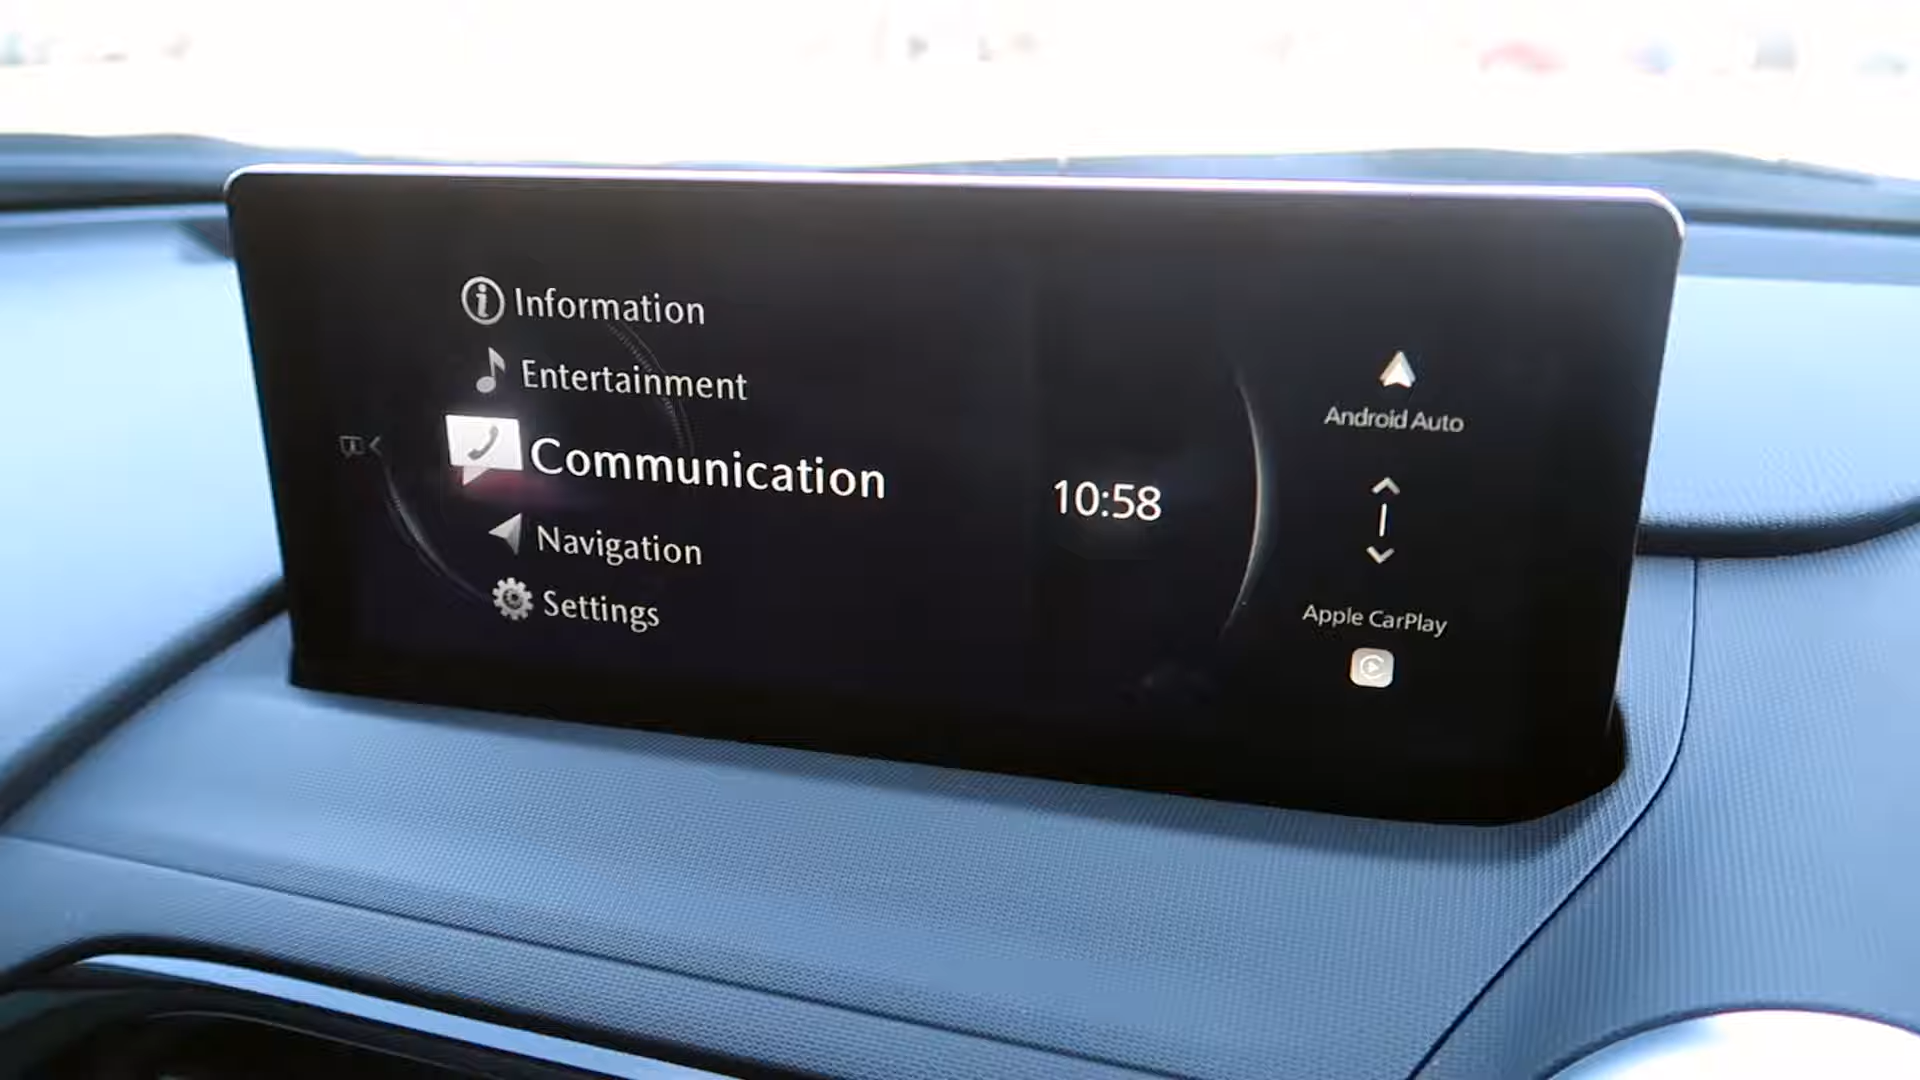 Information
Entertainment
Communication
Navigation
Settings
10:58
Android Auto
Apple CarPlay